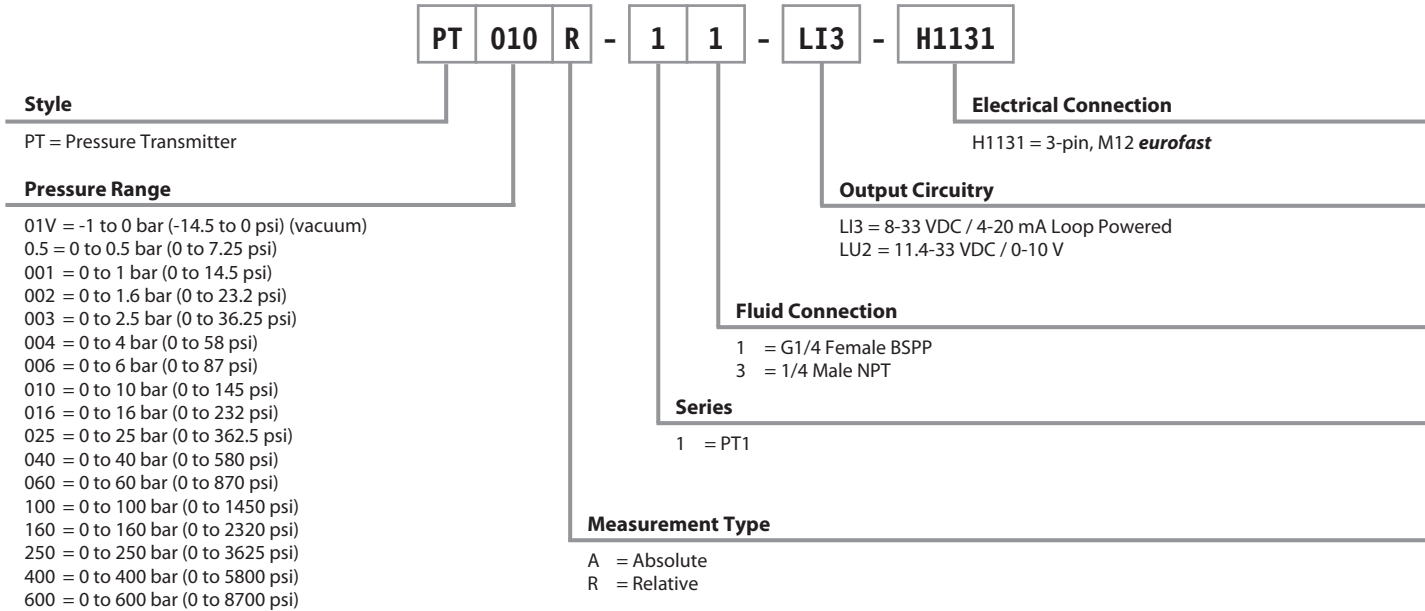 PT 010 R - 1 1 - LI3 - H1131
Style
PT = Pressure Transmitter
Pressure Range
01V = -1 to 0 bar (-14.5 to 0 psi) (vacuum)
0.5 = 0 to 0.5 bar (0 to 7.25 psi)
001 = 0 to 1 bar (0 to 14.5 psi)
002 = 0 to 1.6 bar (0 to 23.2 psi)
003 = 0 to 2.5 bar (0 to 36.25 psi)
004 = 0 to 4 bar (0 to 58 psi)
006 = 0 to 6 bar (0 to 87 psi)
010 = 0 to 10 bar (0 to 145 psi)
016 = 0 to 16 bar (0 to 232 psi)
025 = 0 to 25 bar (0 to 362.5 psi)
040 = 0 to 40 bar (0 to 580 psi)
060 = 0 to 60 bar (0 to 870 psi)
100 = 0 to 100 bar (0 to 1450 psi)
160 = 0 to 160 bar (0 to 2320 psi)
250 = 0 to 250 bar (0 to 3625 psi)
400 = 0 to 400 bar (0 to 5800 psi)
600 = 0 to 600 bar (0 to 8700 psi)
Electrical Connection
H1131 = 3-pin, M12 eurofast
Output Circuitry
LI3 = 8-33 VDC / 4-20 mA Loop Powered
LU2 = 11.4-33 VDC / 0-10 V
Fluid Connection
1 = G1/4 Female BSPP
3 = 1/4 Male NPT
Series
1 = PT1
Measurement Type
A = Absolute
R = Relative